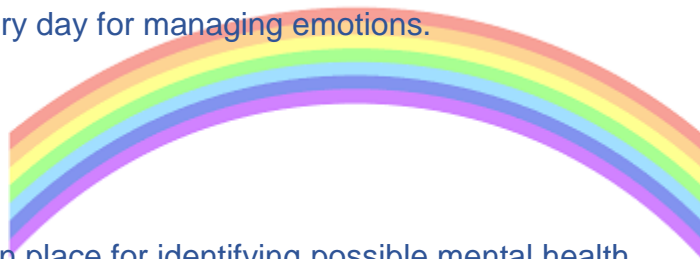 ry day for managing emotions.
n place for identifying possible mental health